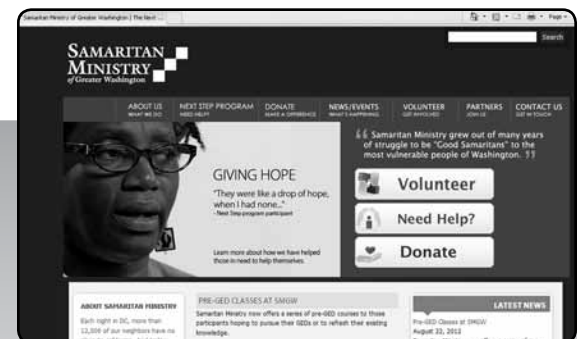 Samaritan Ministry of Greater Washington | The Next ...
Page
Search
SAMARITAN
MINISTRY
of Greater Washington
ABOUT US
WHAT WE DO
NEXT STEP PROGRAM
NEED HELP?
DONATE
MAKE A DIFFERENCE
NEWS/EVENTS
WHAT'S HAPPENING
VOLUNTEER
GET INVOLVED
PARTNERS
JOIN US
CONTACT US
GET IN TOUCH
GIVING HOPE
"They were like a drop of hope,
when I had none..."
- Next Step program participant
Learn more about how we have helped
those in need to help themselves.
“ Samaritan Ministry grew out of many years
of struggle to be "Good Samaritans" to the
most vulnerable people of Washington. ”
Volunteer
Need Help?
Donate
ABOUT SAMARITAN MINISTRY
Each night in DC, more than
12,000 of our neighbors have no
PRE-GED CLASSES AT SMGW
Samaritan Ministry now offers a series of pre-GED courses to those
participants hoping to pursue their GEDs or to refresh their existing
knowledge.
LATEST NEWS
Pre-GED Classes at SMGW
August 22, 2012